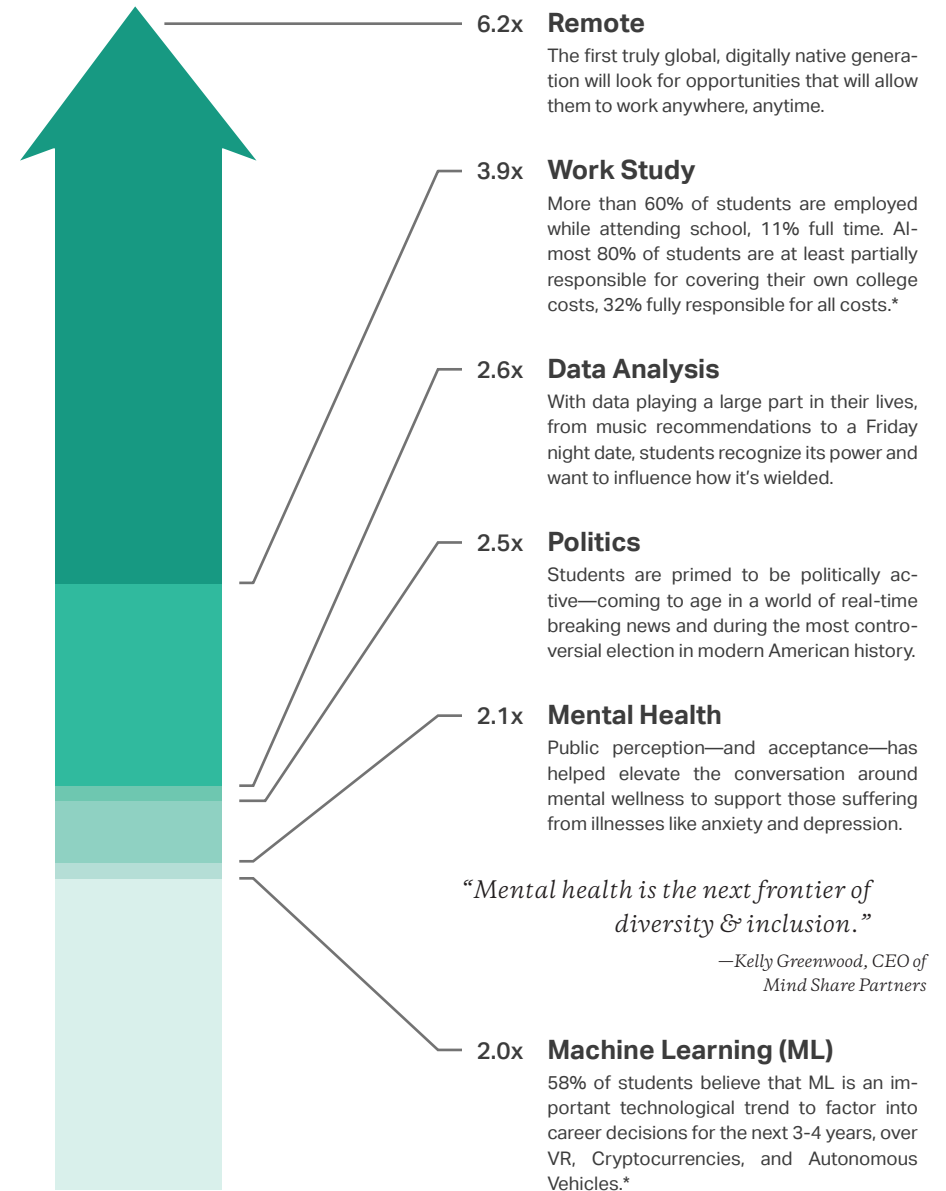 6.2x Remote
The first truly global, digitally native genera-
tion will look for opportunities that will allow
them to work anywhere, anytime.
3.9x Work Study
More than 60% of students are employed
while attending school, 11% full time. Al-
most 80% of students are at least partially
responsible for covering their own college
costs, 32% fully responsible for all costs.*
2.6x Data Analysis
With data playing a large part in their lives,
from music recommendations to a Friday
night date, students recognize its power and
want to influence how it’s wielded.
2.5x Politics
Students are primed to be politically ac-
tive—coming to age in a world of real-time
breaking news and during the most contro-
versial election in modern American history.
2.1x Mental Health
Public perception—and acceptance—has
helped elevate the conversation around
mental wellness to support those suffering
from illnesses like anxiety and depression.
“Mental health is the next frontier of
diversity & inclusion.”
—Kelly Greenwood, CEO of
Mind Share Partners
2.0x Machine Learning (ML)
58% of students believe that ML is an im-
portant technological trend to factor into
career decisions for the next 3-4 years, over
VR, Cryptocurrencies, and Autonomous
Vehicles.*